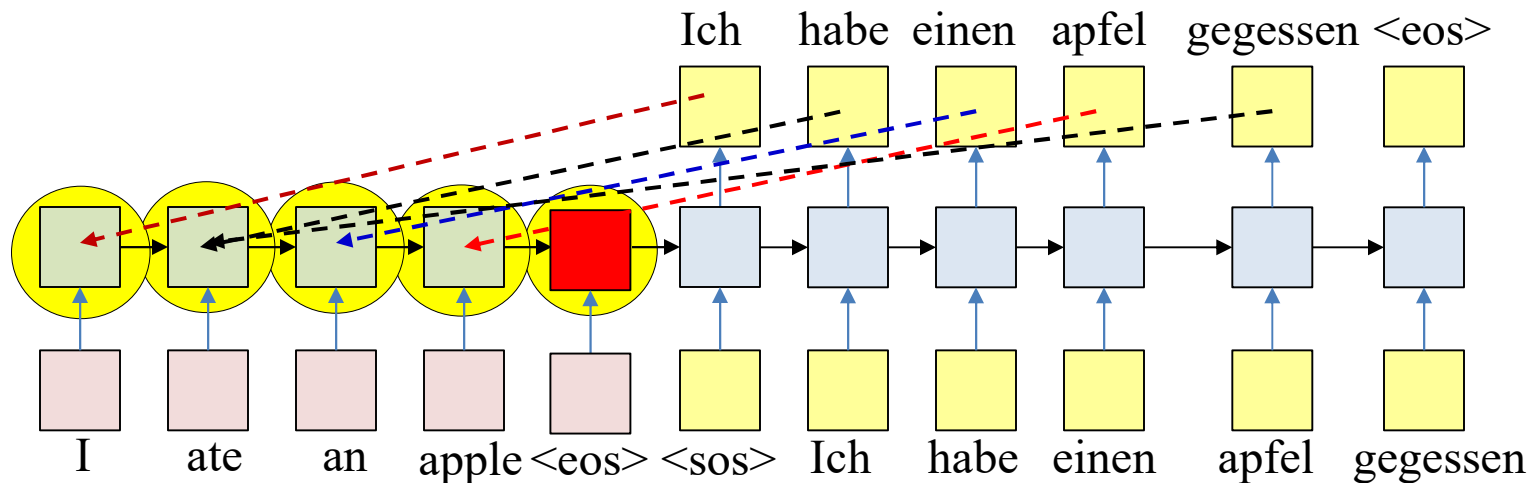 Ich habe einen apfel gegessen <eos>
I ate an apple <eos> <sos> Ich habe einen apfel gegessen